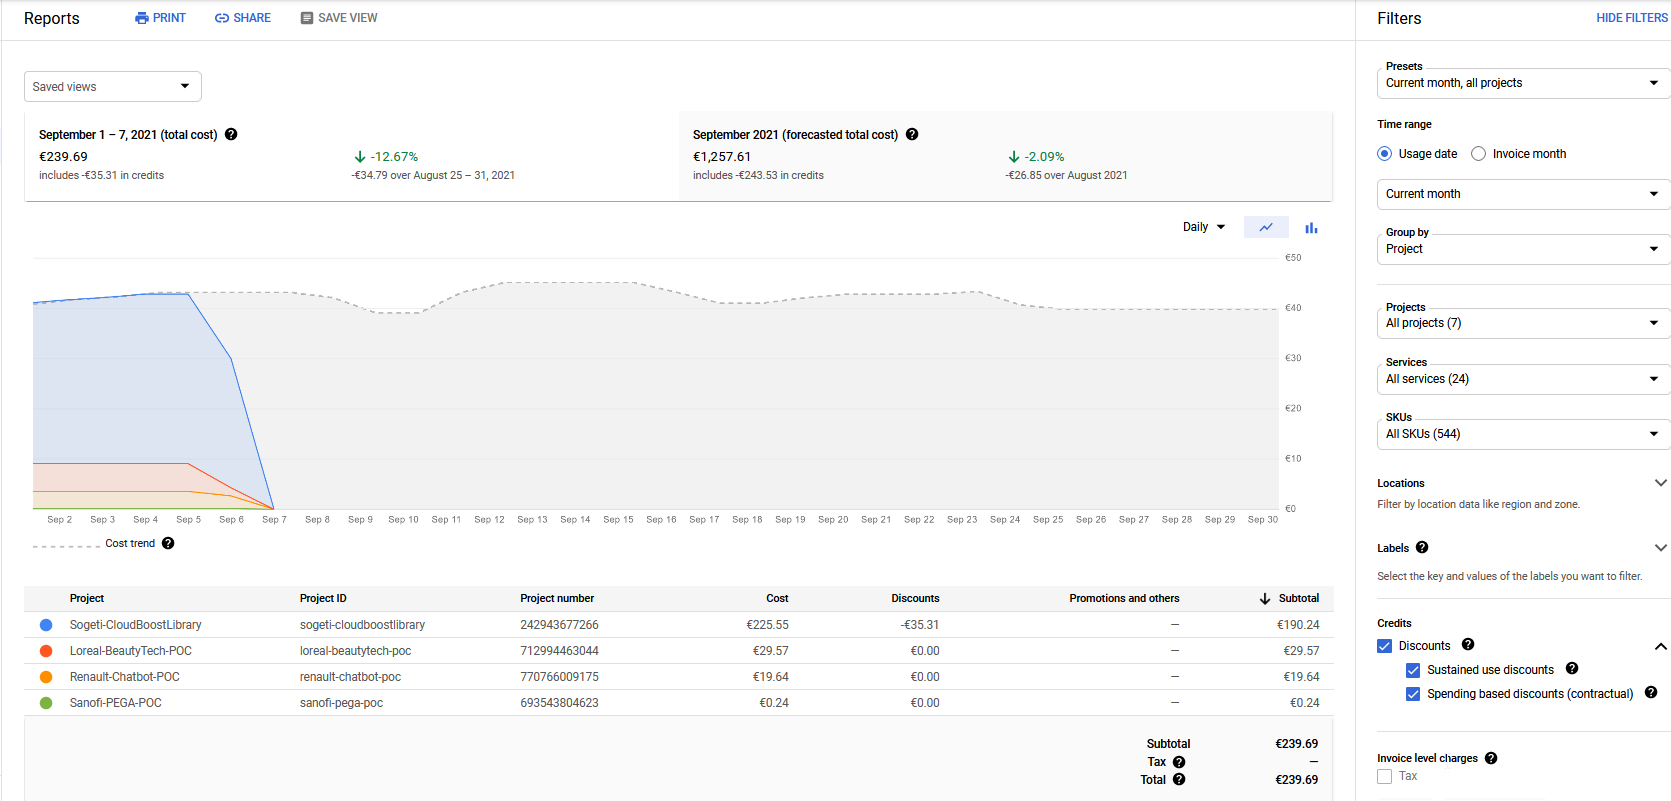 Reports PRINT SHARE SAVE VIEW
Filters HIDE FILTERS
Saved views
September 1 – 7, 2021 (total cost)
€239.69 -12.67%
includes -€35.31 in credits -€34.79 over August 25 – 31, 2021
September 2021 (forecasted total cost)
€1,257.61 -2.09%
includes -€243.53 in credits -€26.85 over August 2021
Daily
€50
€40
€30
€20
€10
€0
Sep 2 Sep 3 Sep 4 Sep 5 Sep 6 Sep 7 Sep 8 Sep 9 Sep 10 Sep 11 Sep 12 Sep 13 Sep 14 Sep 15 Sep 16 Sep 17 Sep 18 Sep 19 Sep 20 Sep 21 Sep 22 Sep 23 Sep 24 Sep 25 Sep 26 Sep 27 Sep 28 Sep 29 Sep 30
Cost trend
Project Project ID Project number Cost Discounts Promotions and others Subtotal
Sogeti-CloudBoostLibrary sogeti-cloudboostlibrary 242943677266 €225.55 -€35.31 — €190.24
Loreal-BeautyTech-POC loreal-beautytech-poc 712994463044 €29.57 €0.00 — €29.57
Renault-Chatbot-POC renault-chatbot-poc 770766009175 €19.64 €0.00 — €19.64
Sanofi-PEGA-POC sanofi-pega-poc 693543804623 €0.24 €0.00 — €0.24
Subtotal €239.69
Tax —
Total €239.69
Presets
Current month, all projects
Time range
Usage date Invoice month
Current month
Group by
Project
Projects
All projects (7)
Services
All services (24)
SKUs
All SKUs (544)
Locations
Filter by location data like region and zone.
Labels
Select the key and values of the labels you want to filter.
Credits
Discounts
Sustained use discounts
Spending based discounts (contractual)
Invoice level charges
Tax